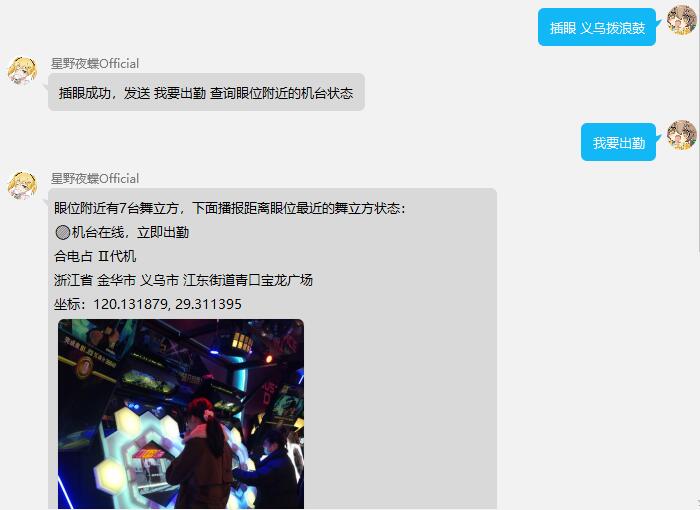 插眼 义乌拨浪鼓
星野夜蝶Official
插眼成功，发送 我要出勤 查询眼位附近的机台状态
我要出勤
星野夜蝶Official
眼位附近有7台舞立方，下面播报距离眼位最近的舞立方状态：
机台在线，立即出勤
合电占 Ⅱ代机
浙江省 金华市 义乌市 江东街道青口宝龙广场
坐标：120.131879, 29.311395